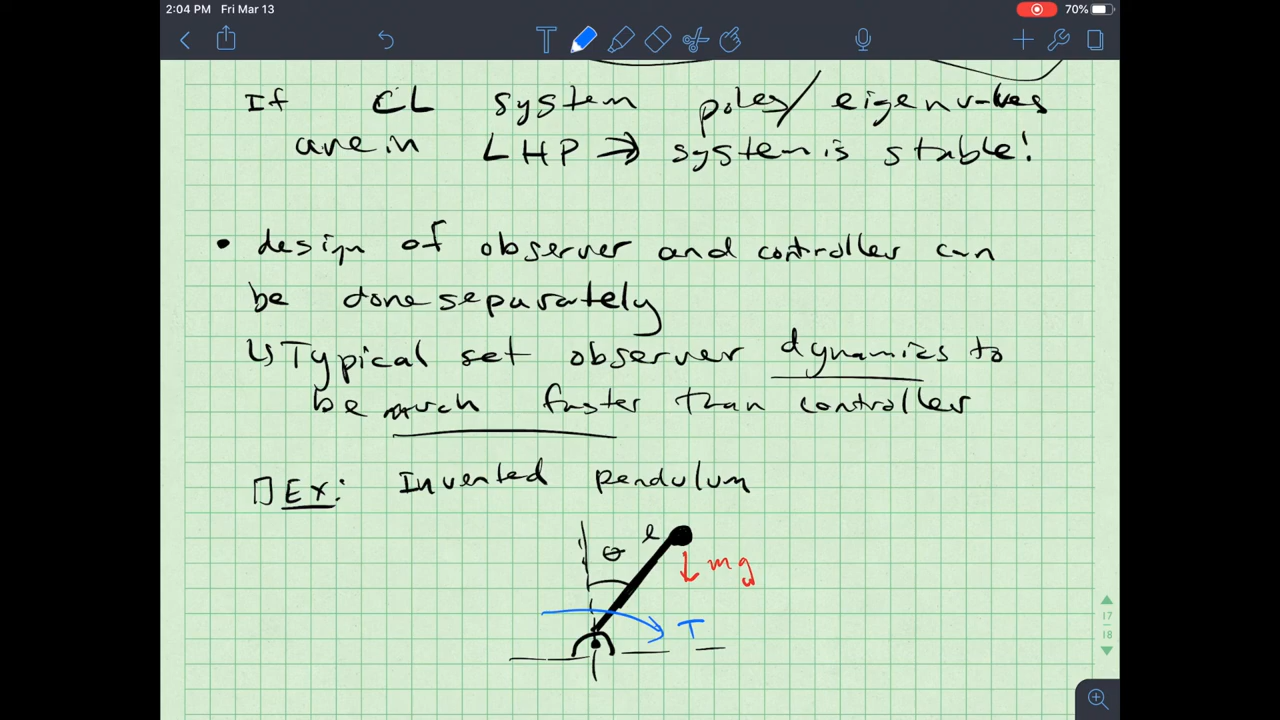 2:04 PM Fri Mar 13
70%
T
If CL system poles/eigenvalues
are in LHP ⇒ system is stable!
• design of observer and controller can
be done separately
↳ Typical set observer dynamics to
be much faster than controller
□ Ex: Inverted pendulum
θ l
mg
T
17
18